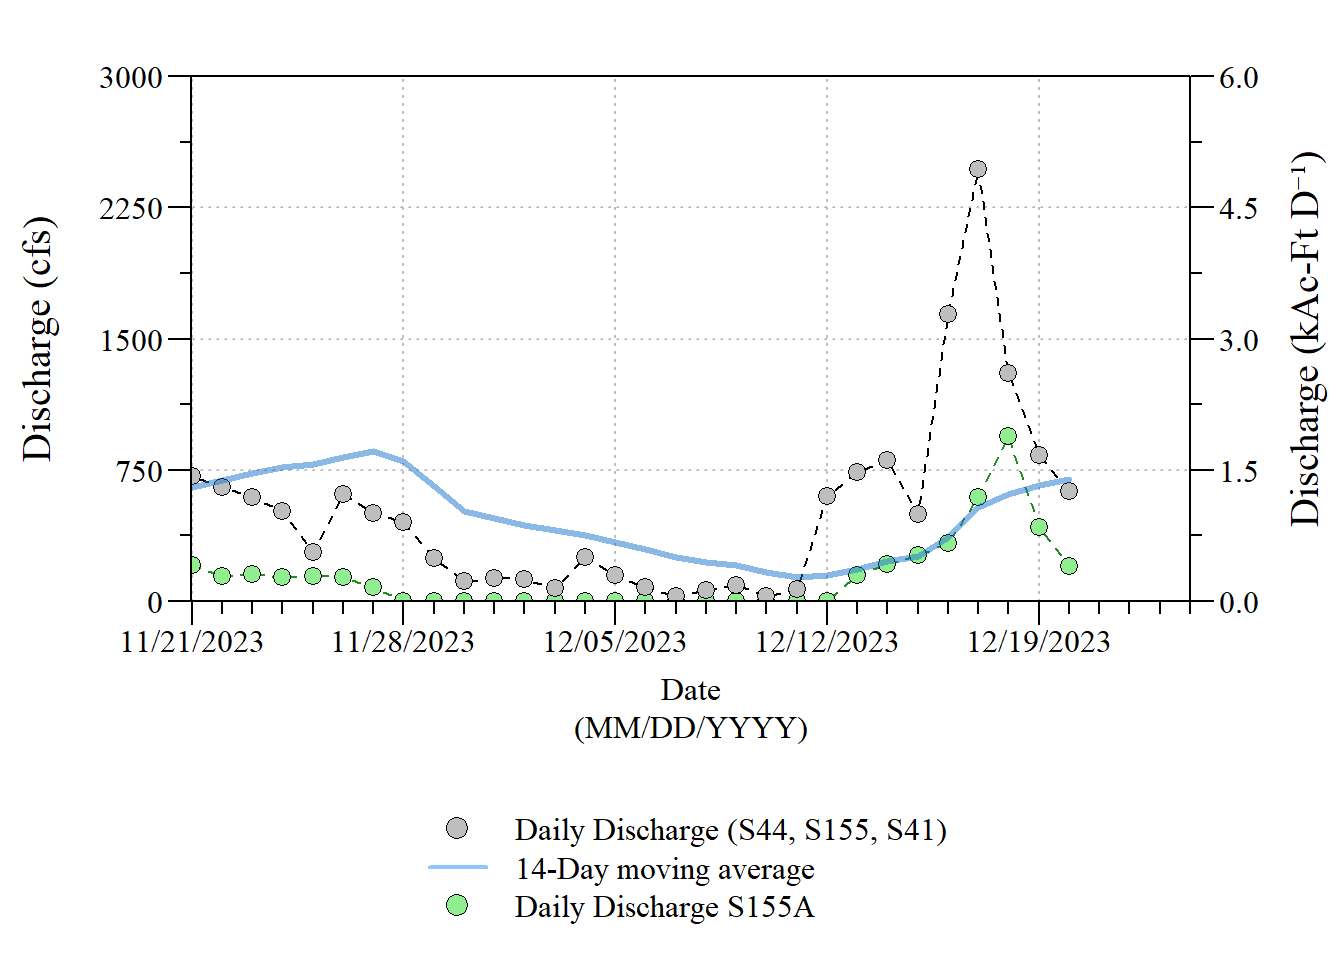 3000
2250
1500
750
0
6.0
4.5
3.0
1.5
0.0
Discharge (cfs)
Discharge (kAc-Ft D⁻¹)
11/21/2023 11/28/2023 12/05/2023 12/12/2023 12/19/2023
Date
(MM/DD/YYYY)
Daily Discharge (S44, S155, S41)
14-Day moving average
Daily Discharge S155A